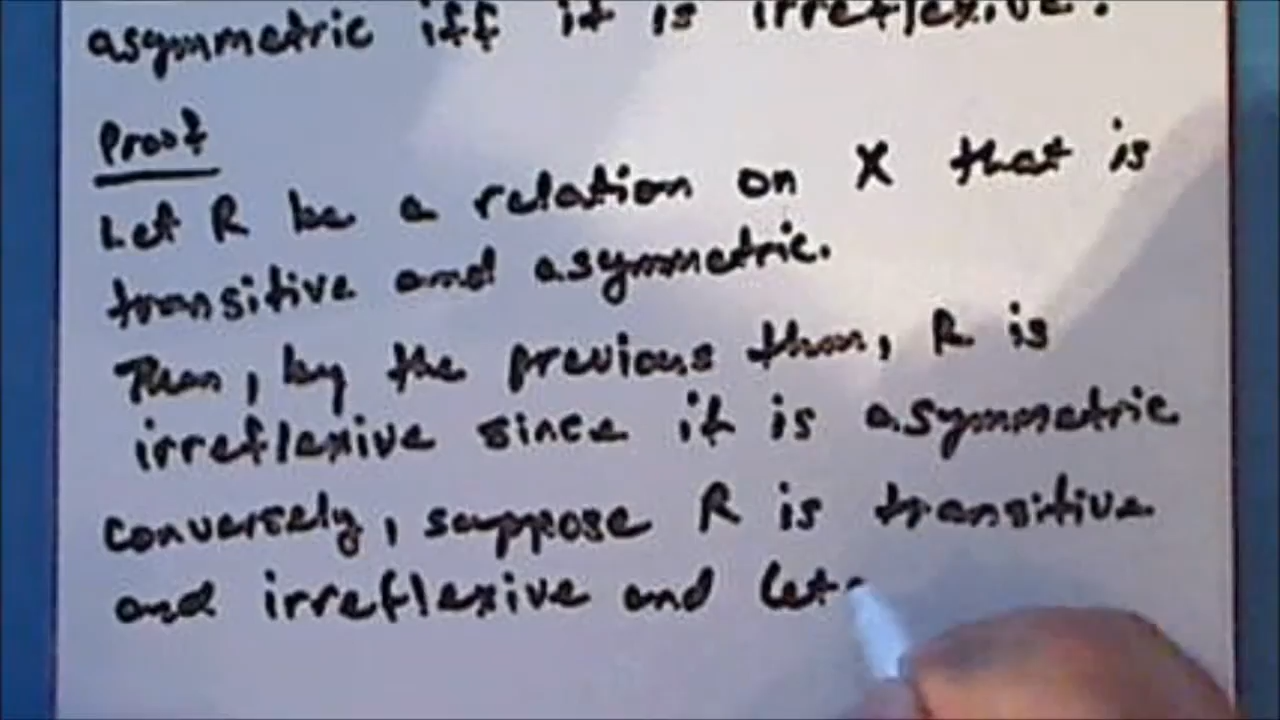 asymmetric iff it is irreflexive.
Proof
Let R be a relation on X that is
transitive and asymmetric.
Then, by the previous thm, R is
irreflexive since it is asymmetric
conversely, suppose R is transitive
and irreflexive and let